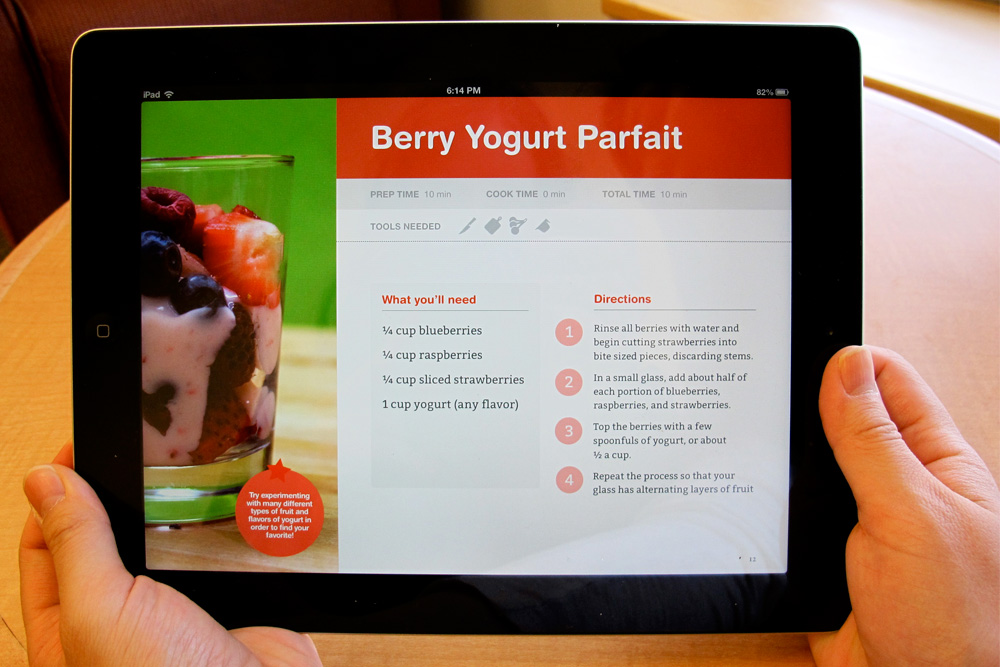 iPad 6:14 PM 82%
Berry Yogurt Parfait
PREP TIME 10 min COOK TIME 0 min TOTAL TIME 10 min
TOOLS NEEDED
What you'll need
¼ cup blueberries
¼ cup raspberries
¼ cup sliced strawberries
1 cup yogurt (any flavor)
Directions
1 Rinse all berries with water and
begin cutting strawberries into
bite sized pieces, discarding stems.
2 In a small glass, add about half of
each portion of blueberries,
raspberries, and strawberries.
3 Top the berries with a few
spoonfuls of yogurt, or about
½ a cup.
4 Repeat the process so that your
glass has alternating layers of fruit
Try experimenting
with many different
types of fruit and
flavors of yogurt in
order to find your
favorite!
12